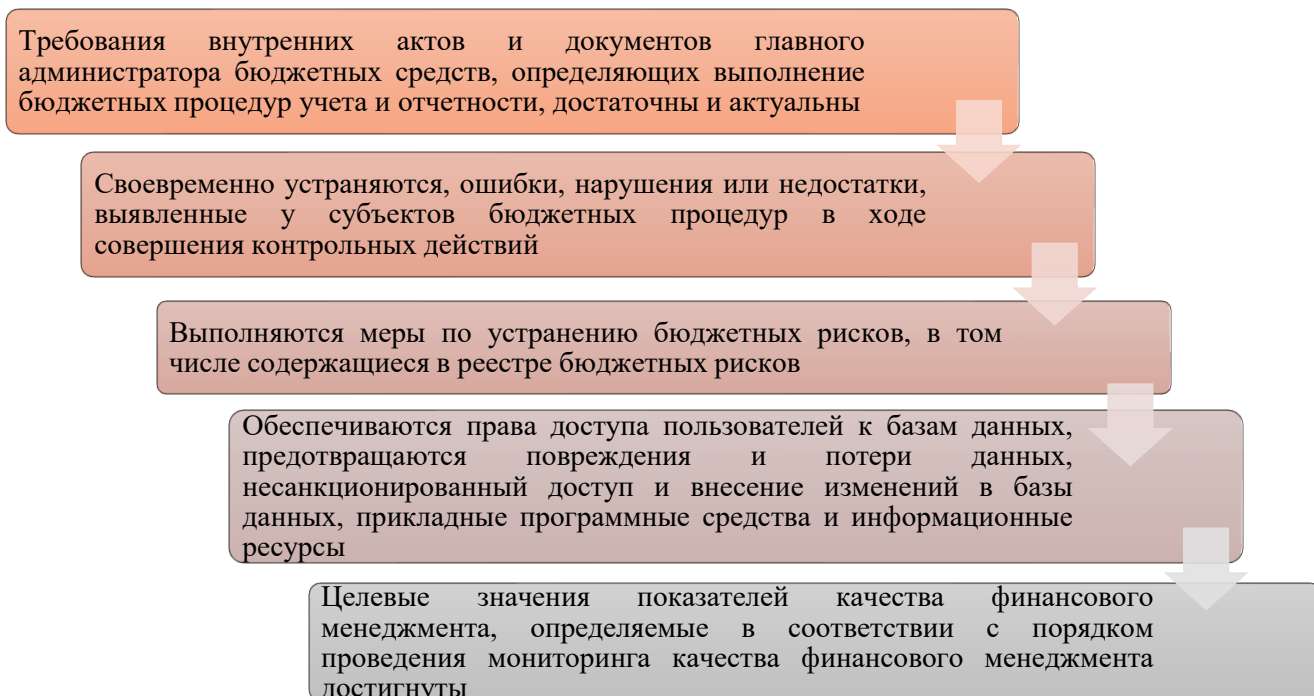 Требования внутренних актов и документов главного
администратора бюджетных средств, определяющих выполнение
бюджетных процедур учета и отчетности, достаточны и актуальны
Своевременно устраняются, ошибки, нарушения или недостатки,
выявленные у субъектов бюджетных процедур в ходе
совершения контрольных действий
Выполняются меры по устранению бюджетных рисков, в том
числе содержащиеся в реестре бюджетных рисков
Обеспечиваются права доступа пользователей к базам данных,
предотвращаются повреждения и потери данных,
несанкционированный доступ и внесение изменений в базы
данных, прикладные программные средства и информационные
ресурсы
Целевые значения показателей качества финансового
менеджмента, определяемые в соответствии с порядком
проведения мониторинга качества финансового менеджмента
достигнуты